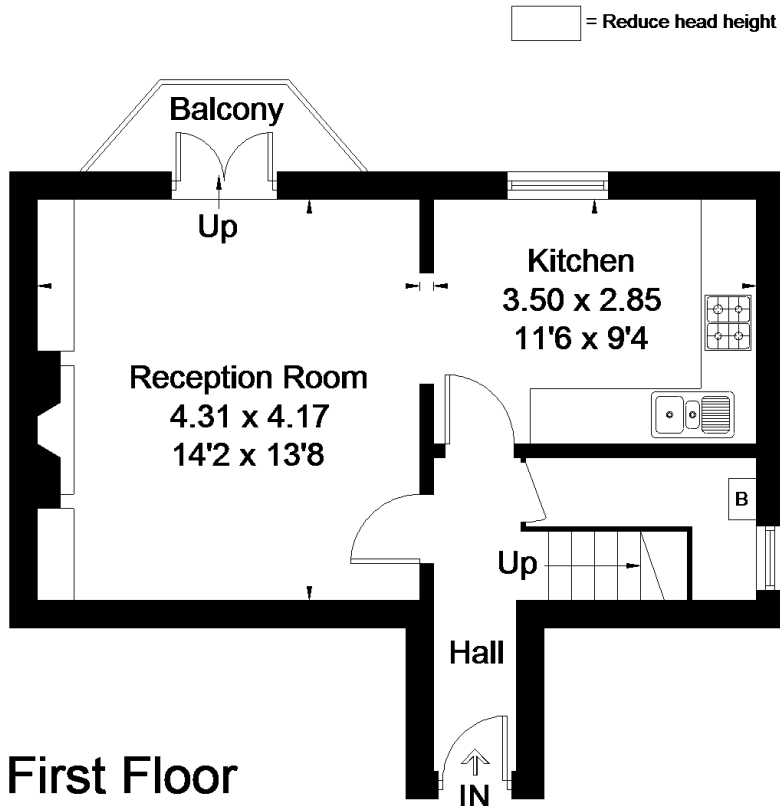 = Reduce head height
Balcony
Up
Kitchen
3.50 x 2.85
11'6 x 9'4
Reception Room
4.31 x 4.17
14'2 x 13'8
B
Up
Hall
First Floor
IN